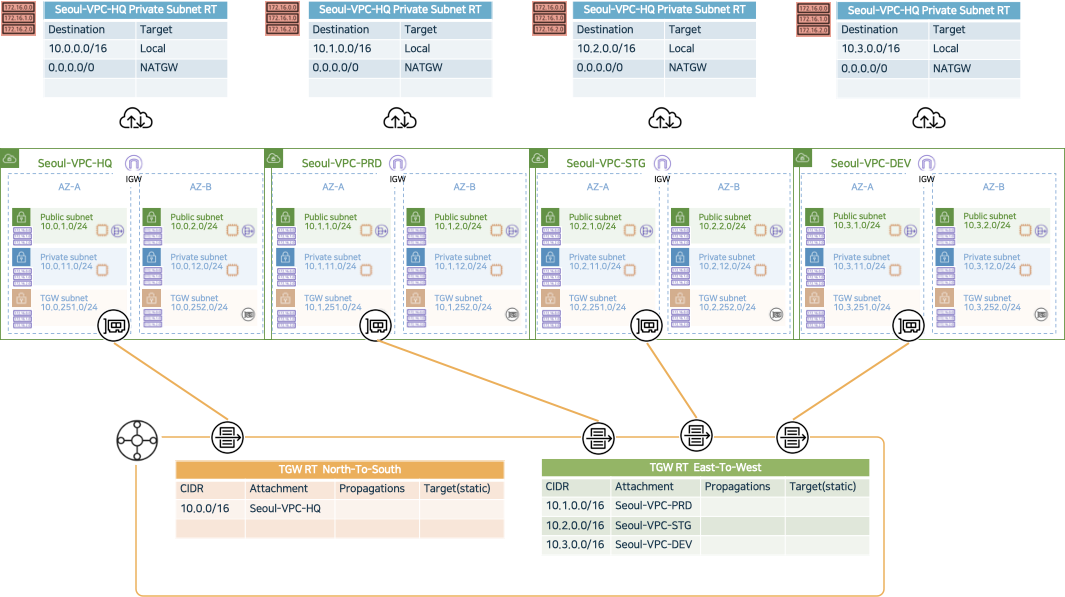 172.16.0.0
172.16.1.0
172.16.2.0
Seoul-VPC-HQ Private Subnet RT
Destination Target
10.0.0.0/16 Local
0.0.0.0/0 NATGW
172.16.0.0
172.16.1.0
172.16.2.0
Seoul-VPC-HQ Private Subnet RT
Destination Target
10.1.0.0/16 Local
0.0.0.0/0 NATGW
172.16.0.0
172.16.1.0
172.16.2.0
Seoul-VPC-HQ Private Subnet RT
Destination Target
10.2.0.0/16 Local
0.0.0.0/0 NATGW
172.16.0.0
172.16.1.0
172.16.2.0
Seoul-VPC-HQ Private Subnet RT
Destination Target
10.3.0.0/16 Local
0.0.0.0/0 NATGW
Seoul-VPC-HQ
IGW
AZ-A
AZ-B
Public subnet
10.0.1.0/24
Public subnet
10.0.2.0/24
Private subnet
10.0.11.0/24
Private subnet
10.0.12.0/24
TGW subnet
10.0.251.0/24
TGW subnet
10.0.252.0/24
Seoul-VPC-PRD
IGW
AZ-A
AZ-B
Public subnet
10.1.1.0/24
Public subnet
10.1.2.0/24
Private subnet
10.1.11.0/24
Private subnet
10.1.12.0/24
TGW subnet
10.1.251.0/24
TGW subnet
10.1.252.0/24
Seoul-VPC-STG
IGW
AZ-A
AZ-B
Public subnet
10.2.1.0/24
Public subnet
10.2.2.0/24
Private subnet
10.2.11.0/24
Private subnet
10.2.12.0/24
TGW subnet
10.2.251.0/24
TGW subnet
10.2.252.0/24
Seoul-VPC-DEV
IGW
AZ-A
AZ-B
Public subnet
10.3.1.0/24
Public subnet
10.3.2.0/24
Private subnet
10.3.11.0/24
Private subnet
10.3.12.0/24
TGW subnet
10.3.251.0/24
TGW subnet
10.3.252.0/24
TGW RT North-To-South
CIDR Attachment Propagations Target(static)
10.0.0/16 Seoul-VPC-HQ
TGW RT East-To-West
CIDR Attachment Propagations Target(static)
10.1.0.0/16 Seoul-VPC-PRD
10.2.0.0/16 Seoul-VPC-STG
10.3.0.0/16 Seoul-VPC-DEV